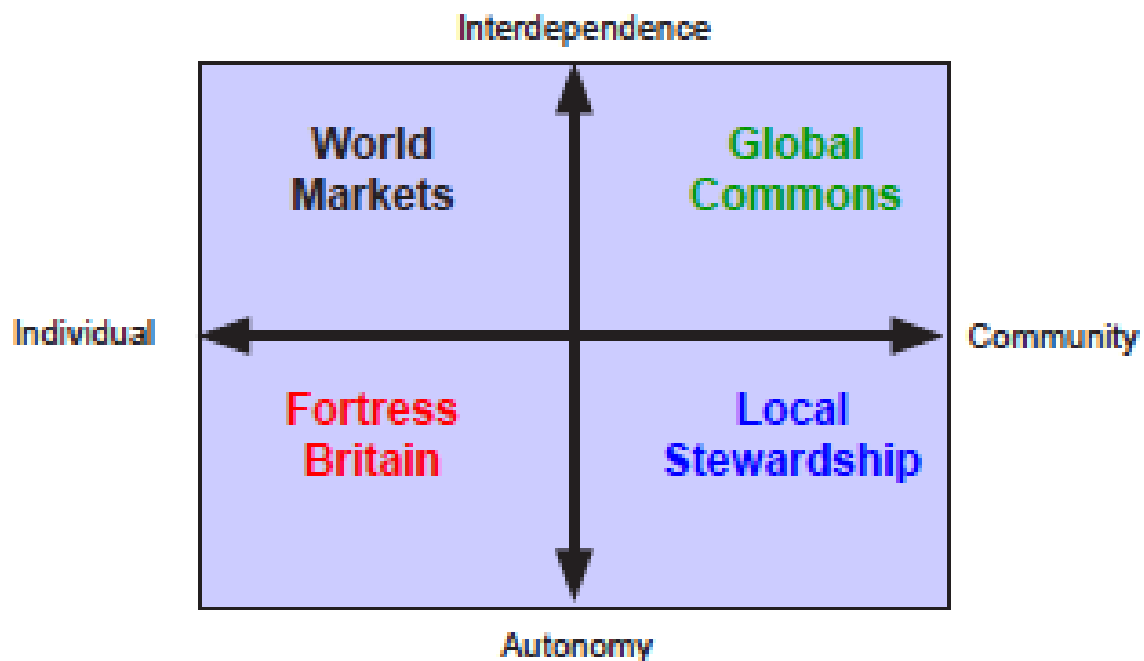 Interdependence
World
Markets
Global
Commons
Individual
Community
Fortress
Britain
Local
Stewardship
Autonomy